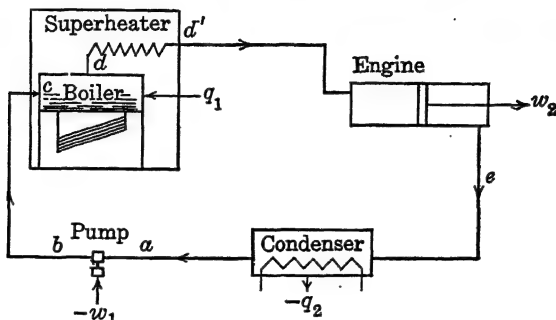 Superheater
d'
d
Engine
c
Boiler
q₁
w₂
e
Pump
b
a
Condenser
-w₁
-q₂